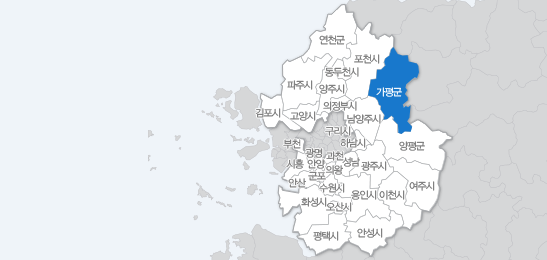 연천군
포천시
동두천시
가평군
파주시
양주시
의정부시
김포시
고양시
남양주시
구리시
하남시
양평군
부천
광명
과천
성남
광주시
시흥
안양
의왕
군포
안산
수원시
여주시
용인시
이천시
화성시
오산시
평택시
안성시